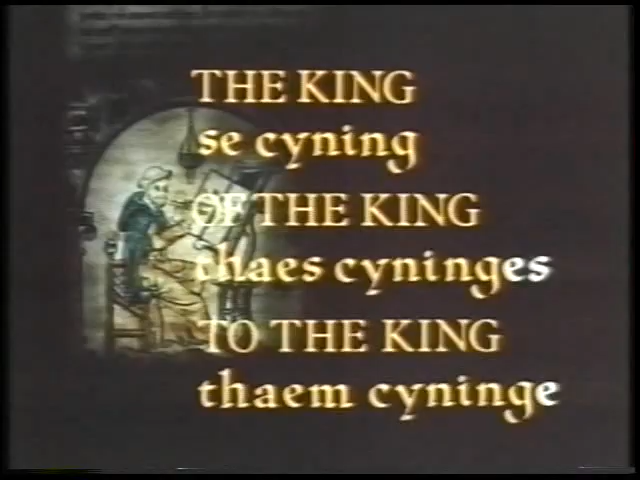 THE KING
se cyning
OF THE KING
thaes cyninges
TO THE KING
thaem cyninge